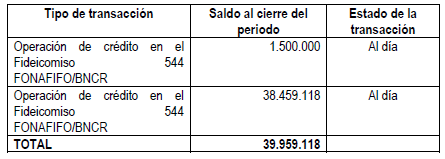 Tipo de transacción Saldo al cierre del periodo Estado de la transacción
Operación de crédito en el 1.500.000 Al día
Fideicomiso 544
FONAFIFO/BNCR
Operación de crédito en el 38.459.118 Al día
Fideicomiso 544
FONAFIFO/BNCR
TOTAL 39.959.118